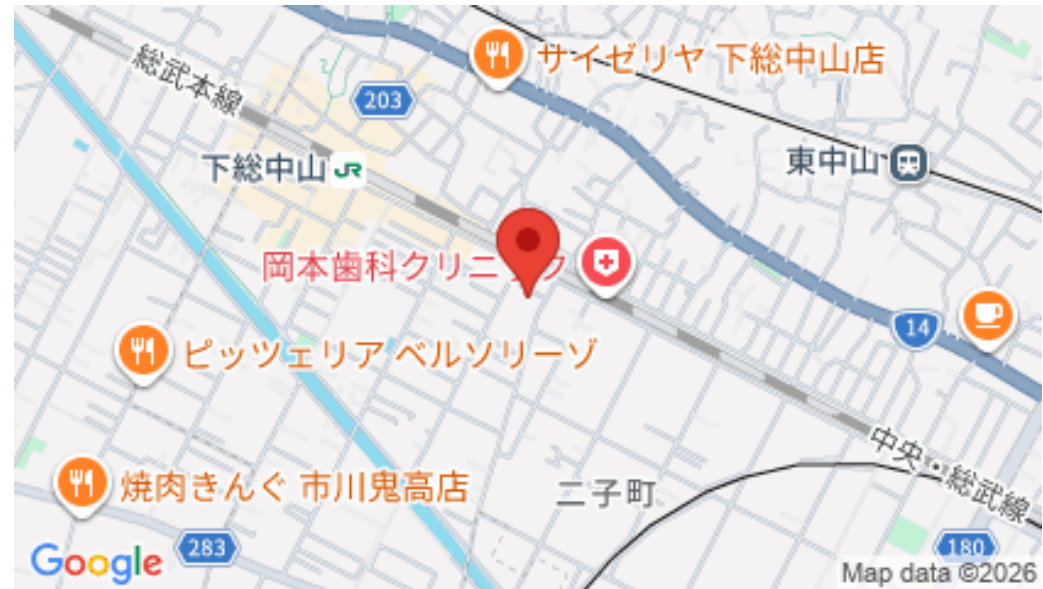 サイゼリヤ 下総中山店
総武本線
203
東中山
下総中山 JR
岡本歯科クリニック
14
ピッツェリア ベルソリーゾ
中央・総武線
焼肉きんぐ 市川鬼高店
二子町
283
180
Google
Map data ©2026